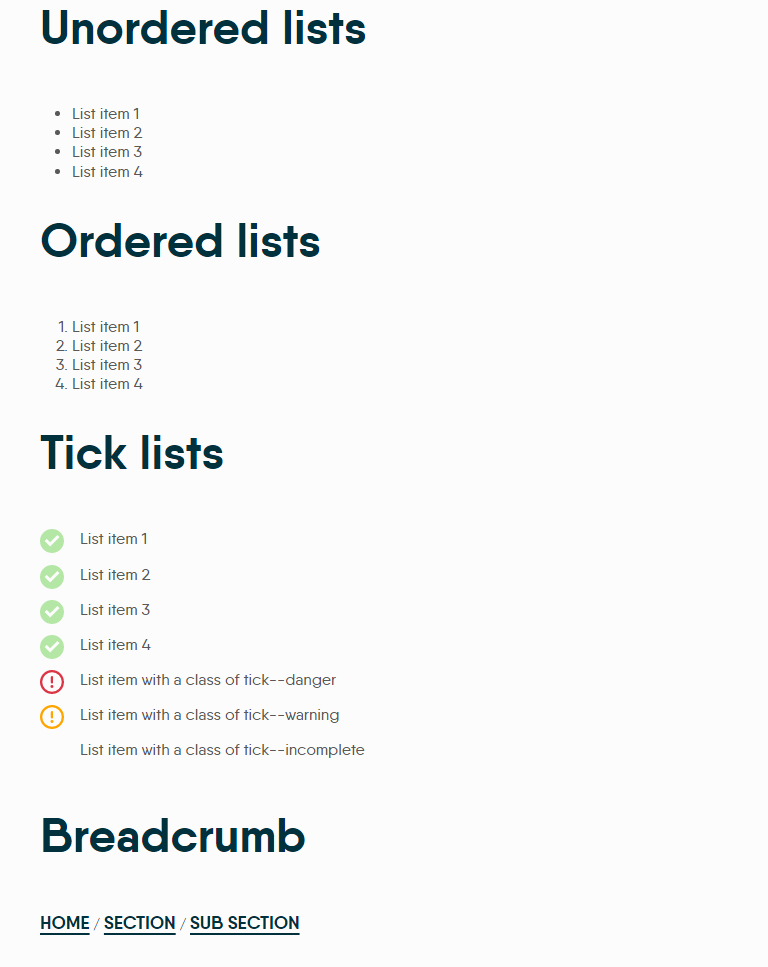 Unordered lists
• List item 1
• List item 2
• List item 3
• List item 4
Ordered lists
1. List item 1
2. List item 2
3. List item 3
4. List item 4
Tick lists
List item 1
List item 2
List item 3
List item 4
List item with a class of tick--danger
List item with a class of tick--warning
List item with a class of tick--incomplete
Breadcrumb
HOME / SECTION / SUB SECTION